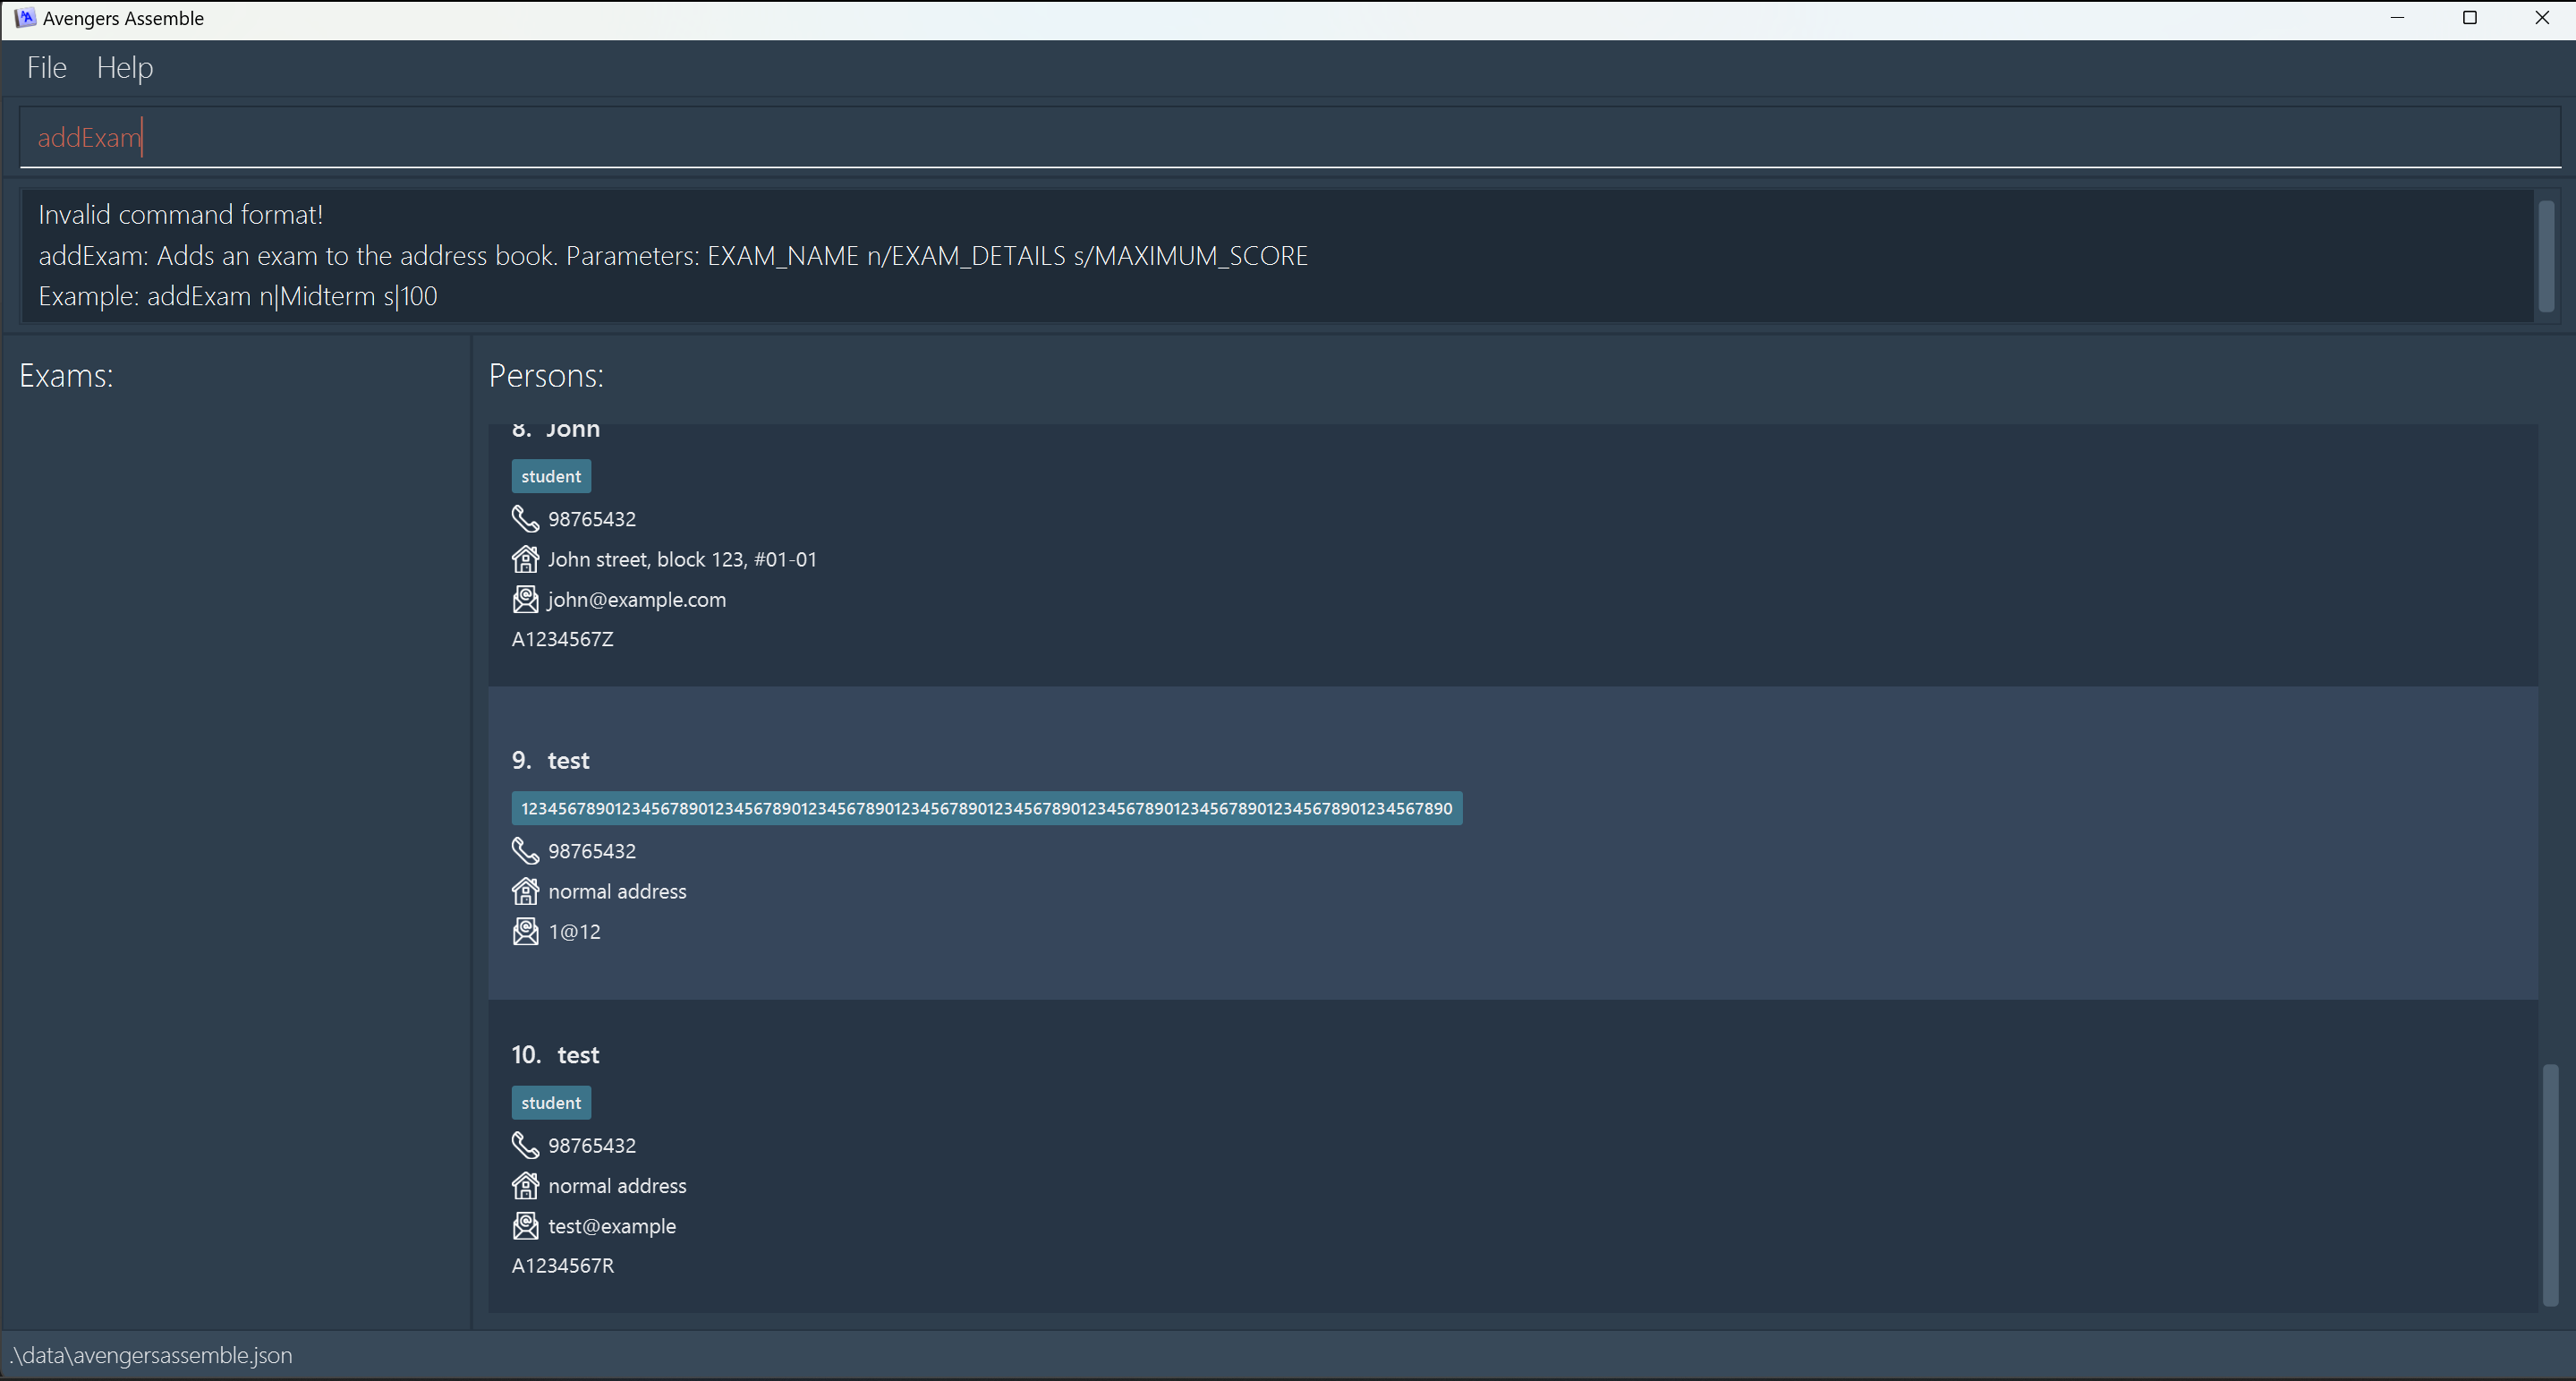 Avengers Assemble
File Help
addExam
Invalid command format!
addExam: Adds an exam to the address book. Parameters: EXAM_NAME n/EXAM_DETAILS s/MAXIMUM_SCORE
Example: addExam n|Midterm s|100
Exams:
Persons:
8. John
student
98765432
John street, block 123, #01-01
john@example.com
A1234567Z
9. test
1234567890123456789012345678901234567890123456789012345678901234567890123456789012345678901234567890
98765432
normal address
1@12
10. test
student
98765432
normal address
test@example
A1234567R
.\data\avengersassemble.json